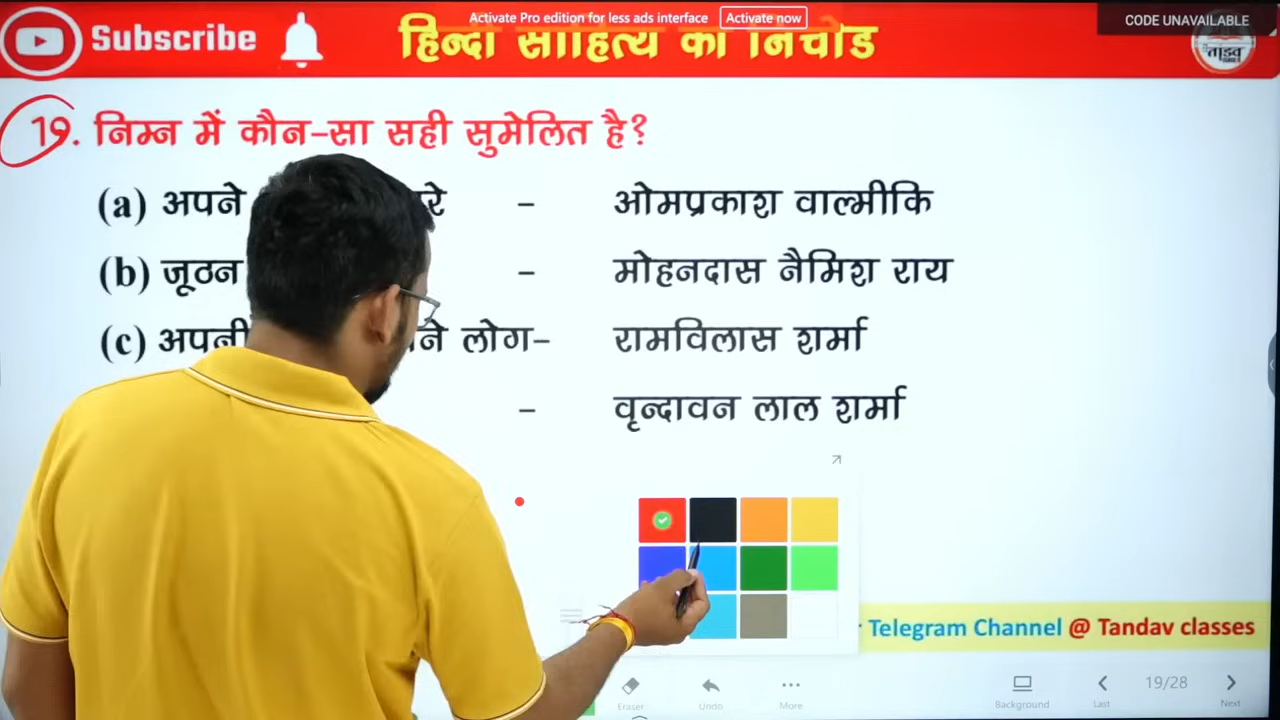 Activate Pro edition for less ads interface Activate now
CODE UNAVAILABLE
Subscribe
हिन्दी साहित्य का निचोड
ताडव
19. निम्न में कौन-सा सही सुमेलित है?
(a) अपने रे - ओमप्रकाश वाल्मीकि
(b) जूठन - मोहनदास नैमिश राय
(c) अपनी ने लोग- रामविलास शर्मा
- वृन्दावन लाल शर्मा
Telegram Channel @ Tandav classes
Eraser
Undo
More
Background
Last
19/28
Next